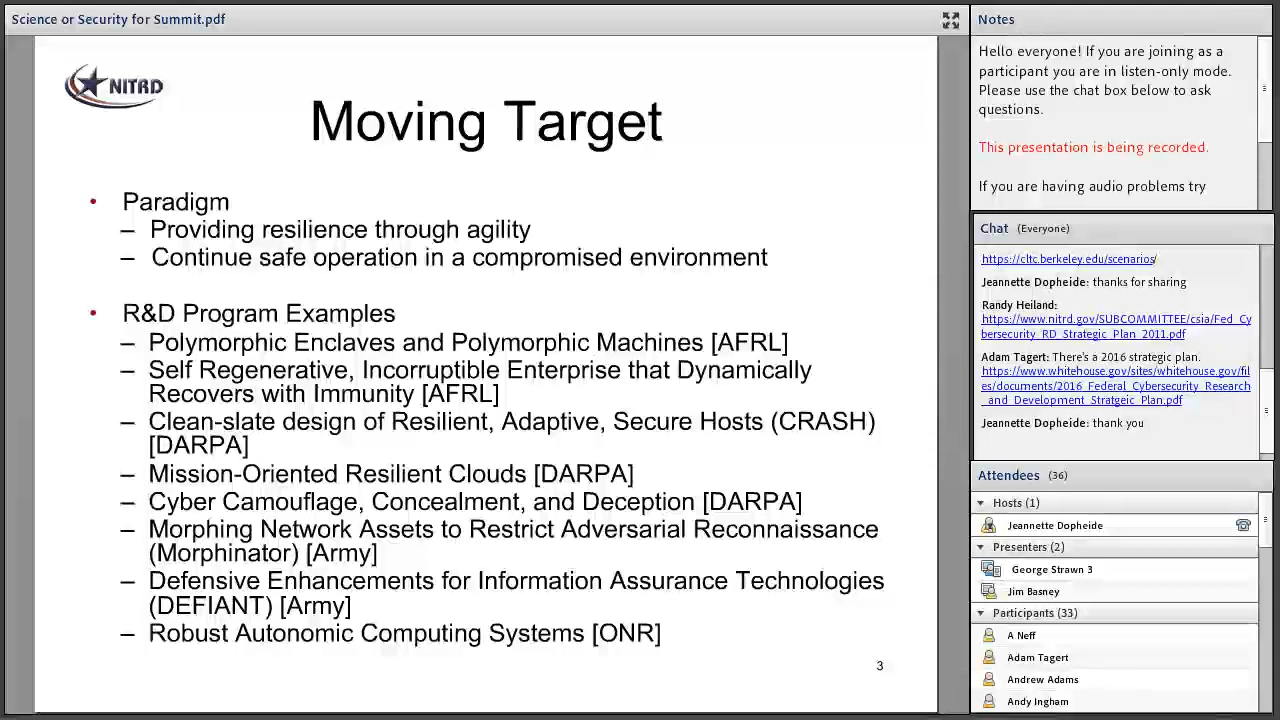 Science or Security for Summit.pdf
NITRD
Moving Target
• Paradigm
– Providing resilience through agility
– Continue safe operation in a compromised environment
• R&D Program Examples
– Polymorphic Enclaves and Polymorphic Machines [AFRL]
– Self Regenerative, Incorruptible Enterprise that Dynamically
Recovers with Immunity [AFRL]
– Clean-slate design of Resilient, Adaptive, Secure Hosts (CRASH)
[DARPA]
– Mission-Oriented Resilient Clouds [DARPA]
– Cyber Camouflage, Concealment, and Deception [DARPA]
– Morphing Network Assets to Restrict Adversarial Reconnaissance
(Morphinator) [Army]
– Defensive Enhancements for Information Assurance Technologies
(DEFIANT) [Army]
– Robust Autonomic Computing Systems [ONR]
3
Notes
Hello everyone! If you are joining as a
participant you are in listen-only mode.
Please use the chat box below to ask
questions.
This presentation is being recorded.
If you are having audio problems try
Chat (Everyone)
https://cltc.berkeley.edu/scenarios/
Jeannette Dopheide: thanks for sharing
Randy Heiland:
https://www.nitrd.gov/SUBCOMMITTEE/csia/Fed_Cy
bersecurity_RD_Strategic_Plan_2011.pdf
Adam Tagert: There's a 2016 strategic plan.
https://www.whitehouse.gov/sites/whitehouse.gov/fil
es/documents/2016_Federal_Cybersecurity_Research
_and_Development_Stratgeic_Plan.pdf
Jeannette Dopheide: thank you
Attendees (36)
Hosts (1)
Jeannette Dopheide
Presenters (2)
George Strawn 3
Jim Basney
Participants (33)
A Neff
Adam Tagert
Andrew Adams
Andy Ingham